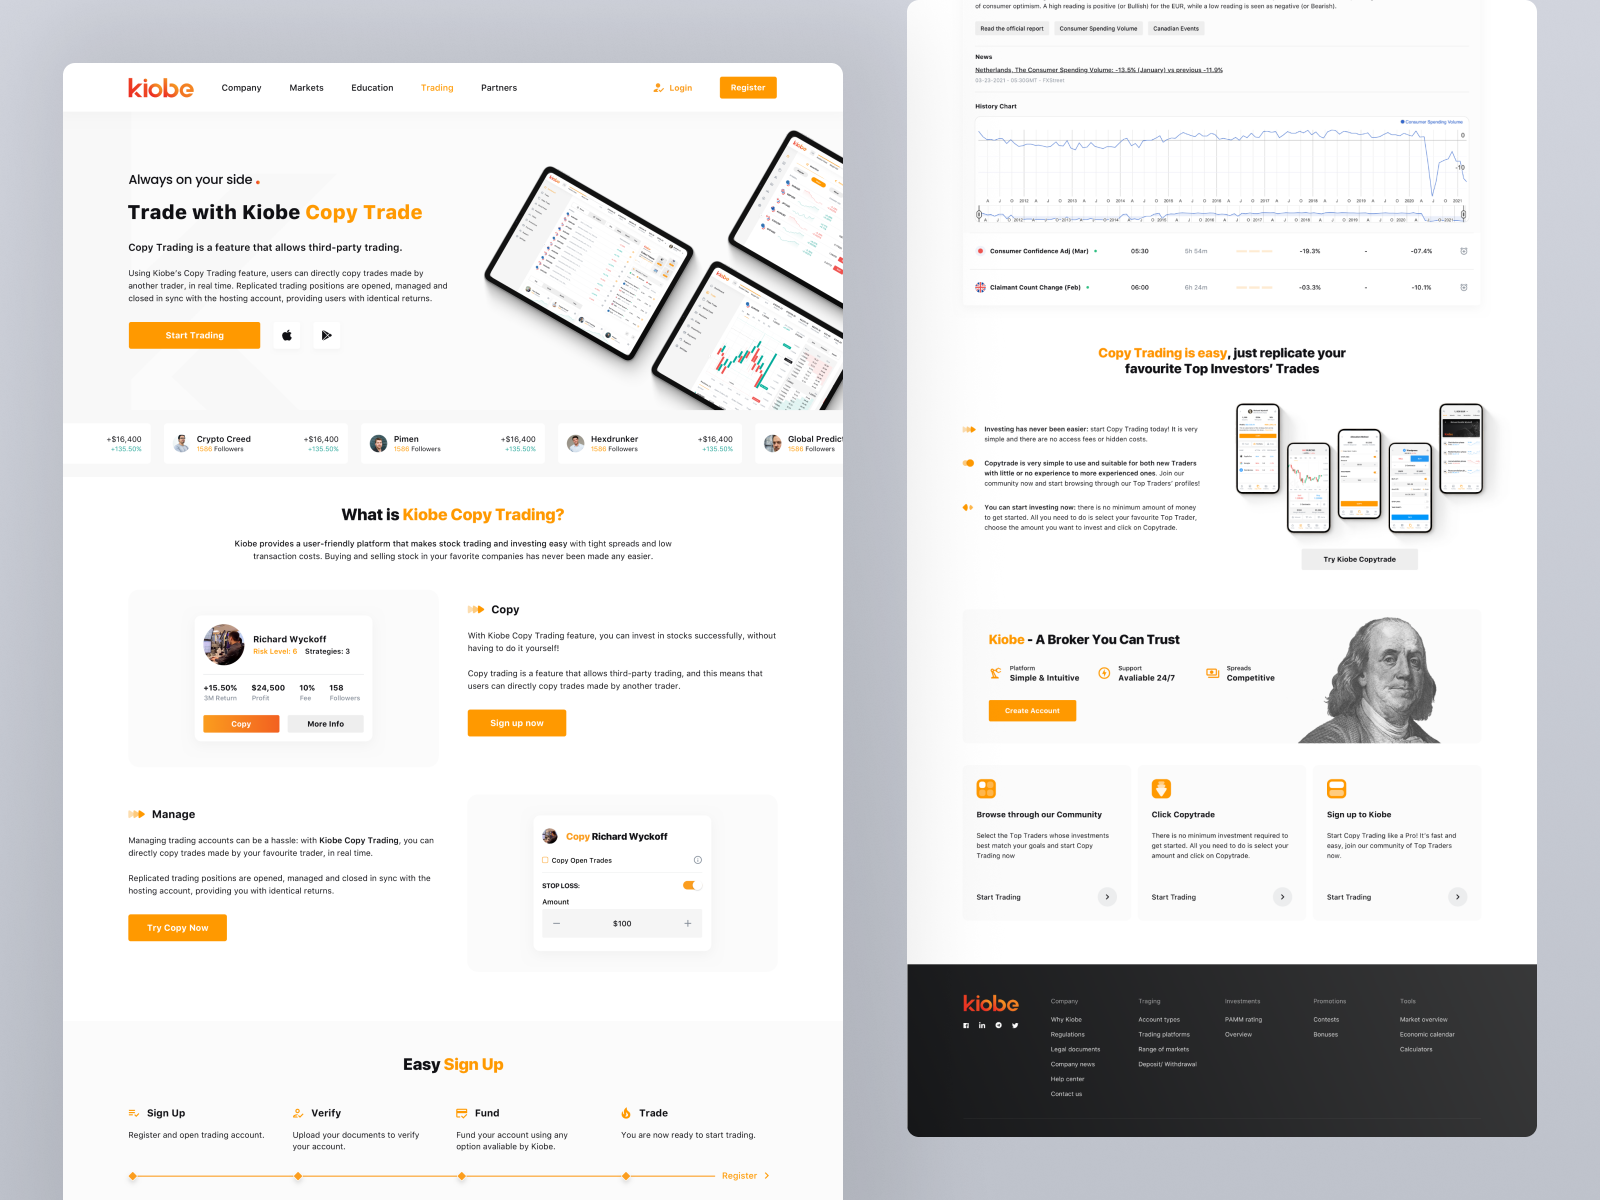 kiobe
Company
Markets
Education
Trading
Partners
Login
Register
Always on your side.
Trade with Kiobe Copy Trade
Copy Trading is a feature that allows third-party trading.
Using Kiobe's Copy Trading feature, users can directly copy trades made by
another trader, in real time. Replicated trading positions are opened, managed and
closed in sync with the hosting account, providing users with identical returns.
Start Trading
+$16,400
+135.50%
Crypto Creed
1586 Followers
+$16,400
+135.50%
Pimen
1586 Followers
+$16,400
+135.50%
Hexdrunker
1586 Followers
+$16,400
+135.50%
Global Predict
1586 Followers
What is Kiobe Copy Trading?
Kiobe provides a user-friendly platform that makes stock trading and investing easy with tight spreads and low
transaction costs. Buying and selling stock in your favorite companies has never been made any easier.
Richard Wyckoff
Risk Level: 6 Strategies: 3
+15.50% $24,500 10% 158
3M Return Profit Fee Followers
Copy
More Info
Copy
With Kiobe Copy Trading feature, you can invest in stocks successfully, without
having to do it yourself!
Copy trading is a feature that allows third-party trading, and this means that
users can directly copy trades made by another trader.
Sign up now
Manage
Managing trading accounts can be a hassle: with Kiobe Copy Trading, you can
directly copy trades made by your favourite trader, in real time.
Replicated trading positions are opened, managed and closed in sync with the
hosting account, providing you with identical returns.
Try Copy Now
Copy Richard Wyckoff
Copy Open Trades
STOP LOSS:
Amount
− $100 +
Easy Sign Up
Sign Up
Register and open trading account.
Verify
Upload your documents to verify
your account.
Fund
Fund your account using any
option avaliable by Kiobe.
Trade
You are now ready to start trading.
Register
of consumer optimism. A high reading is positive (or Bullish) for the EUR, while a low reading is seen as negative (or Bearish).
Read the official report
Consumer Spending Volume
Canadian Events
News
Netherlands, The Consumer Spending Volume: -13.5% (January) vs previous -11.9%
03-23-2021 - 05:30GMT - FXStreet
History Chart
Consumer Spending Volume
0
-10
A J O 2012 A J O 2013 A J O 2014 A J O 2015 A J O 2016 A J O 2017 A J O 2018 A J O 2019 A J O 2020 A J O 2021
Consumer Confidence Adj (Mar) 05:30 5h 54m -19.3% - -07.4%
Claimant Count Change (Feb) 06:00 6h 24m -03.3% - -10.1%
Copy Trading is easy, just replicate your
favourite Top Investors' Trades
Investing has never been easier: start Copy Trading today! It is very
simple and there are no access fees or hidden costs.
Copytrade is very simple to use and suitable for both new Traders
with little or no experience to more experienced ones. Join our
community now and start browsing through our Top Traders' profiles!
You can start investing now: there is no minimum amount of money
to get started. All you need to do is select your favourite Top Trader,
choose the amount you want to invest and click on Copytrade.
Try Kiobe Copytrade
Kiobe - A Broker You Can Trust
Platform
Simple & Intuitive
Support
Avaliable 24/7
Spreads
Competitive
Create Account
Browse through our Community
Select the Top Traders whose investments
best match your goals and start Copy
Trading now
Start Trading
Click Copytrade
There is no minimum investment required to
get started. All you need to do is select your
amount and click on Copytrade.
Start Trading
Sign up to Kiobe
Start Copy Trading like a Pro! It's fast and
easy, join our community of Top Traders
now.
Start Trading
kiobe
Company
Why Kiobe
Regulations
Legal documents
Company news
Help center
Contact us
Traging
Account types
Trading platforms
Range of markets
Deposit/ Withdrawal
Investments
PAMM rating
Overview
Promotions
Contests
Bonuses
Tools
Market overview
Economic calendar
Calculators